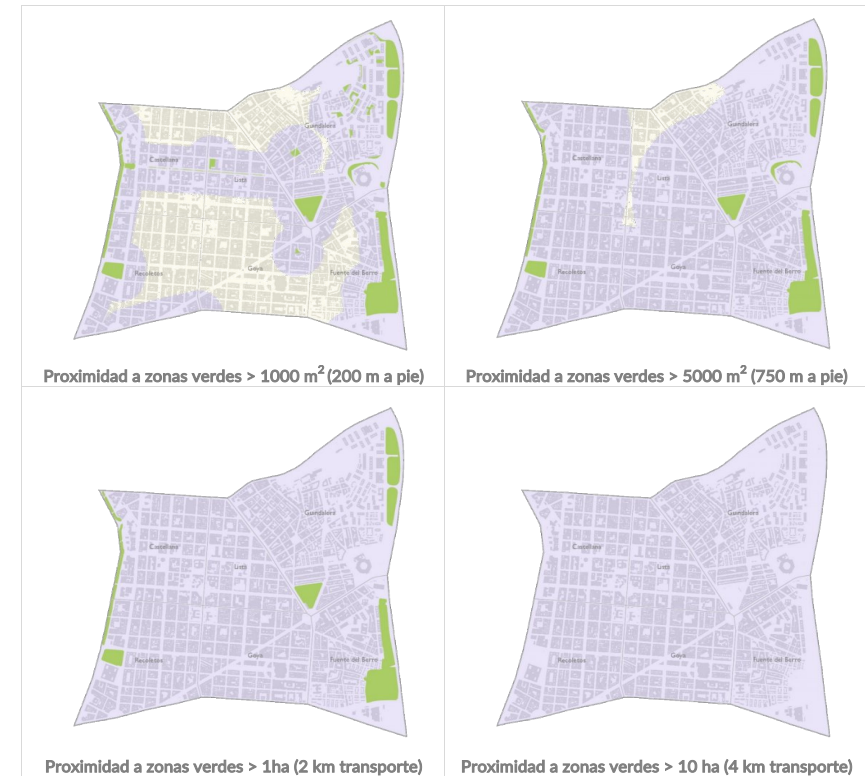 Guindalera
Castellana
Lista
Recoletos
Goya
Fuente del Berro
Proximidad a zonas verdes > 1000 m² (200 m a pie)
Guindalera
Castellana
Lista
Recoletos
Goya
Fuente del Berro
Proximidad a zonas verdes > 5000 m² (750 m a pie)
Guindalera
Castellana
Lista
Recoletos
Goya
Fuente del Berro
Proximidad a zonas verdes > 1ha (2 km transporte)
Guindalera
Castellana
Lista
Recoletos
Goya
Fuente del Berro
Proximidad a zonas verdes > 10 ha (4 km transporte)